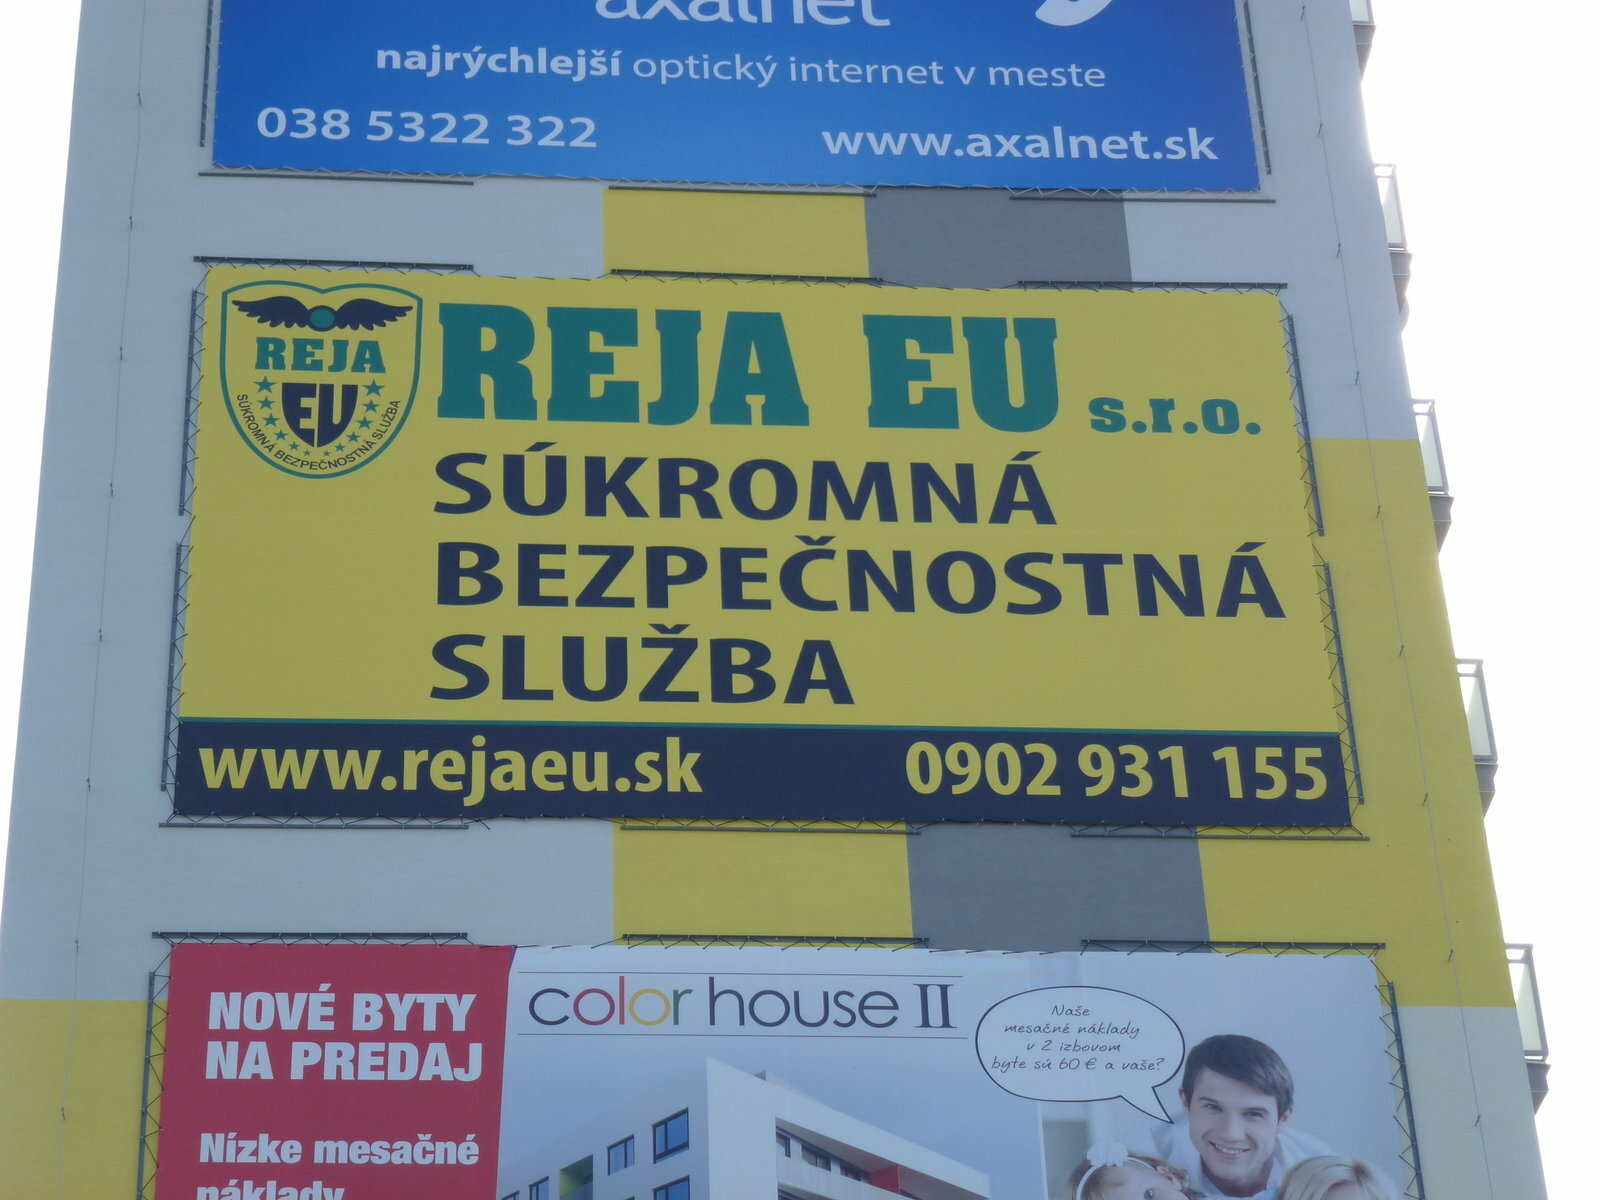 axalnet
najrýchlejší optický internet v meste
038 5322 322
www.axalnet.sk
REJA
EU
SÚKROMNÁ BEZPEČNOSTNÁ SLUŽBA
REJA EU s.r.o.
SÚKROMNÁ
BEZPEČNOSTNÁ
SLUŽBA
www.rejaeu.sk
0902 931 155
NOVÉ BYTY
NA PREDAJ
Nízke mesačné
náklady
color house II
Naše
mesačné náklady
v 2 izbovom
byte sú 60 € a vaše?